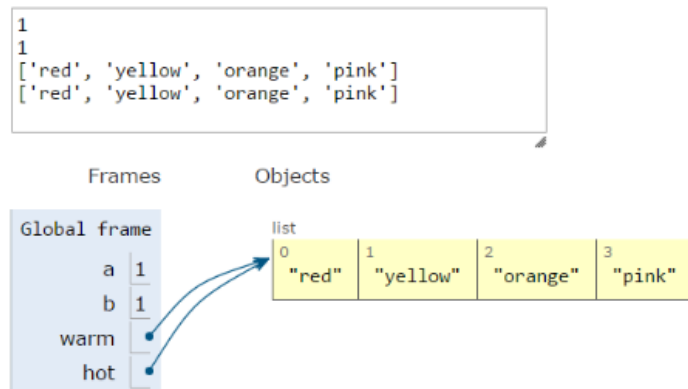 1
1
['red', 'yellow', 'orange', 'pink']
['red', 'yellow', 'orange', 'pink']
Frames Objects
Global frame
a 1
b 1
warm
hot
list
0 1 2 3
"red" "yellow" "orange" "pink"